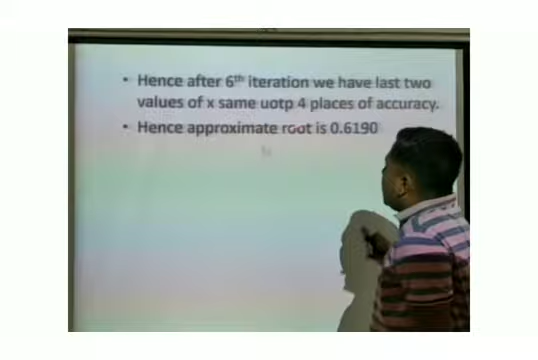 • Hence after 6th iteration we have last two
values of x same uotp 4 places of accuracy.
• Hence approximate root is 0.6190